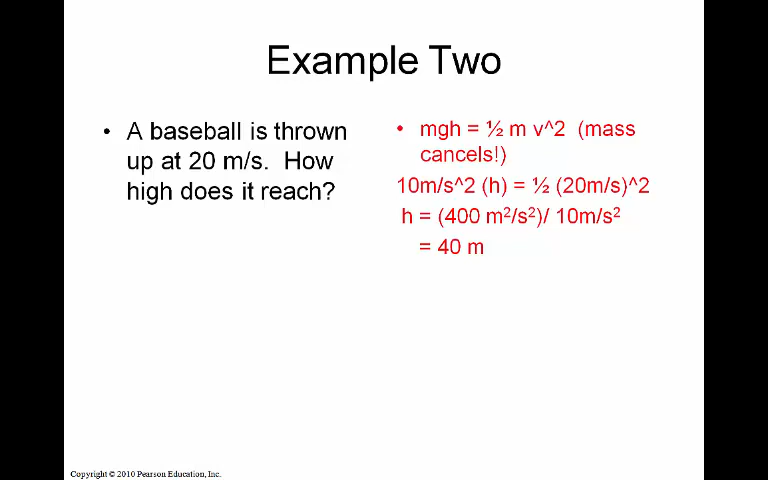 Example Two
• A baseball is thrown
up at 20 m/s.  How
high does it reach?
• mgh = ½ m v^2  (mass
cancels!)
10m/s^2 (h) = ½ (20m/s)^2
h = (400 m²/s²)/ 10m/s²
= 40 m
Copyright © 2010 Pearson Education, Inc.